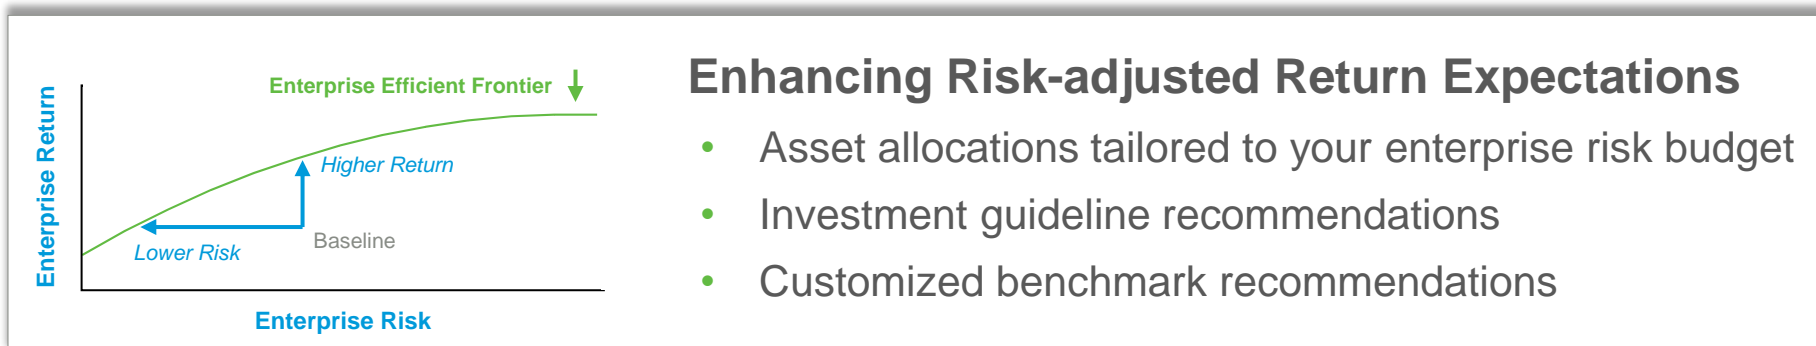 Enterprise Efficient Frontier
Enterprise Return
Higher Return
Baseline
Lower Risk
Enterprise Risk
Enhancing Risk-adjusted Return Expectations
• Asset allocations tailored to your enterprise risk budget
• Investment guideline recommendations
• Customized benchmark recommendations